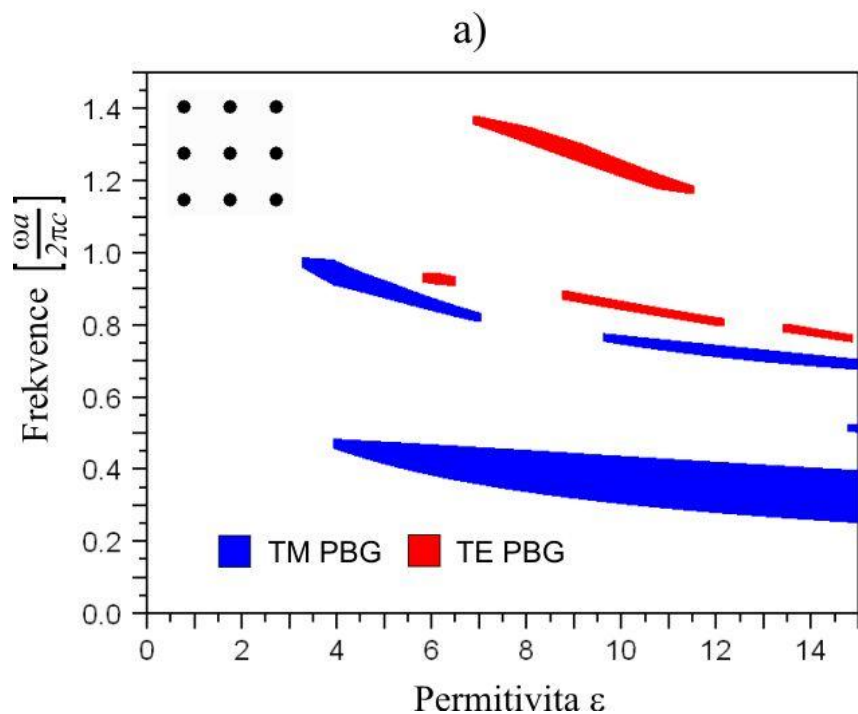 a)
1.4
1.2
1.0
0.8
0.6
0.4
0.2
0.0
Frekvence [ωa/2πc]
TM PBG
TE PBG
0 2 4 6 8 10 12 14
Permitivita ε